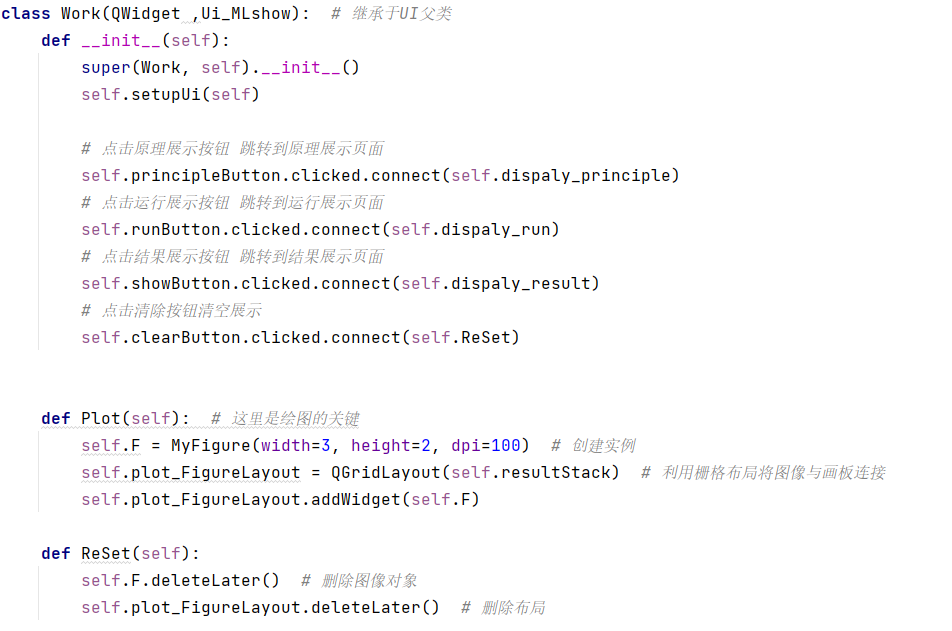 class Work(QWidget ,Ui_MLshow):  # 继承于UI父类
    def __init__(self):
        super(Work, self).__init__()
        self.setupUi(self)

        # 点击原理展示按钮 跳转到原理展示页面
        self.principleButton.clicked.connect(self.dispaly_principle)
        # 点击运行展示按钮 跳转到运行展示页面
        self.runButton.clicked.connect(self.dispaly_run)
        # 点击结果展示按钮 跳转到结果展示页面
        self.showButton.clicked.connect(self.dispaly_result)
        # 点击清除按钮清空展示
        self.clearButton.clicked.connect(self.ReSet)


    def Plot(self):  # 这里是绘图的关键
        self.F = MyFigure(width=3, height=2, dpi=100)  # 创建实例
        self.plot_FigureLayout = QGridLayout(self.resultStack)  # 利用栅格布局将图像与画板连接
        self.plot_FigureLayout.addWidget(self.F)

    def ReSet(self):
        self.F.deleteLater()  # 删除图像对象
        self.plot_FigureLayout.deleteLater()  # 删除布局